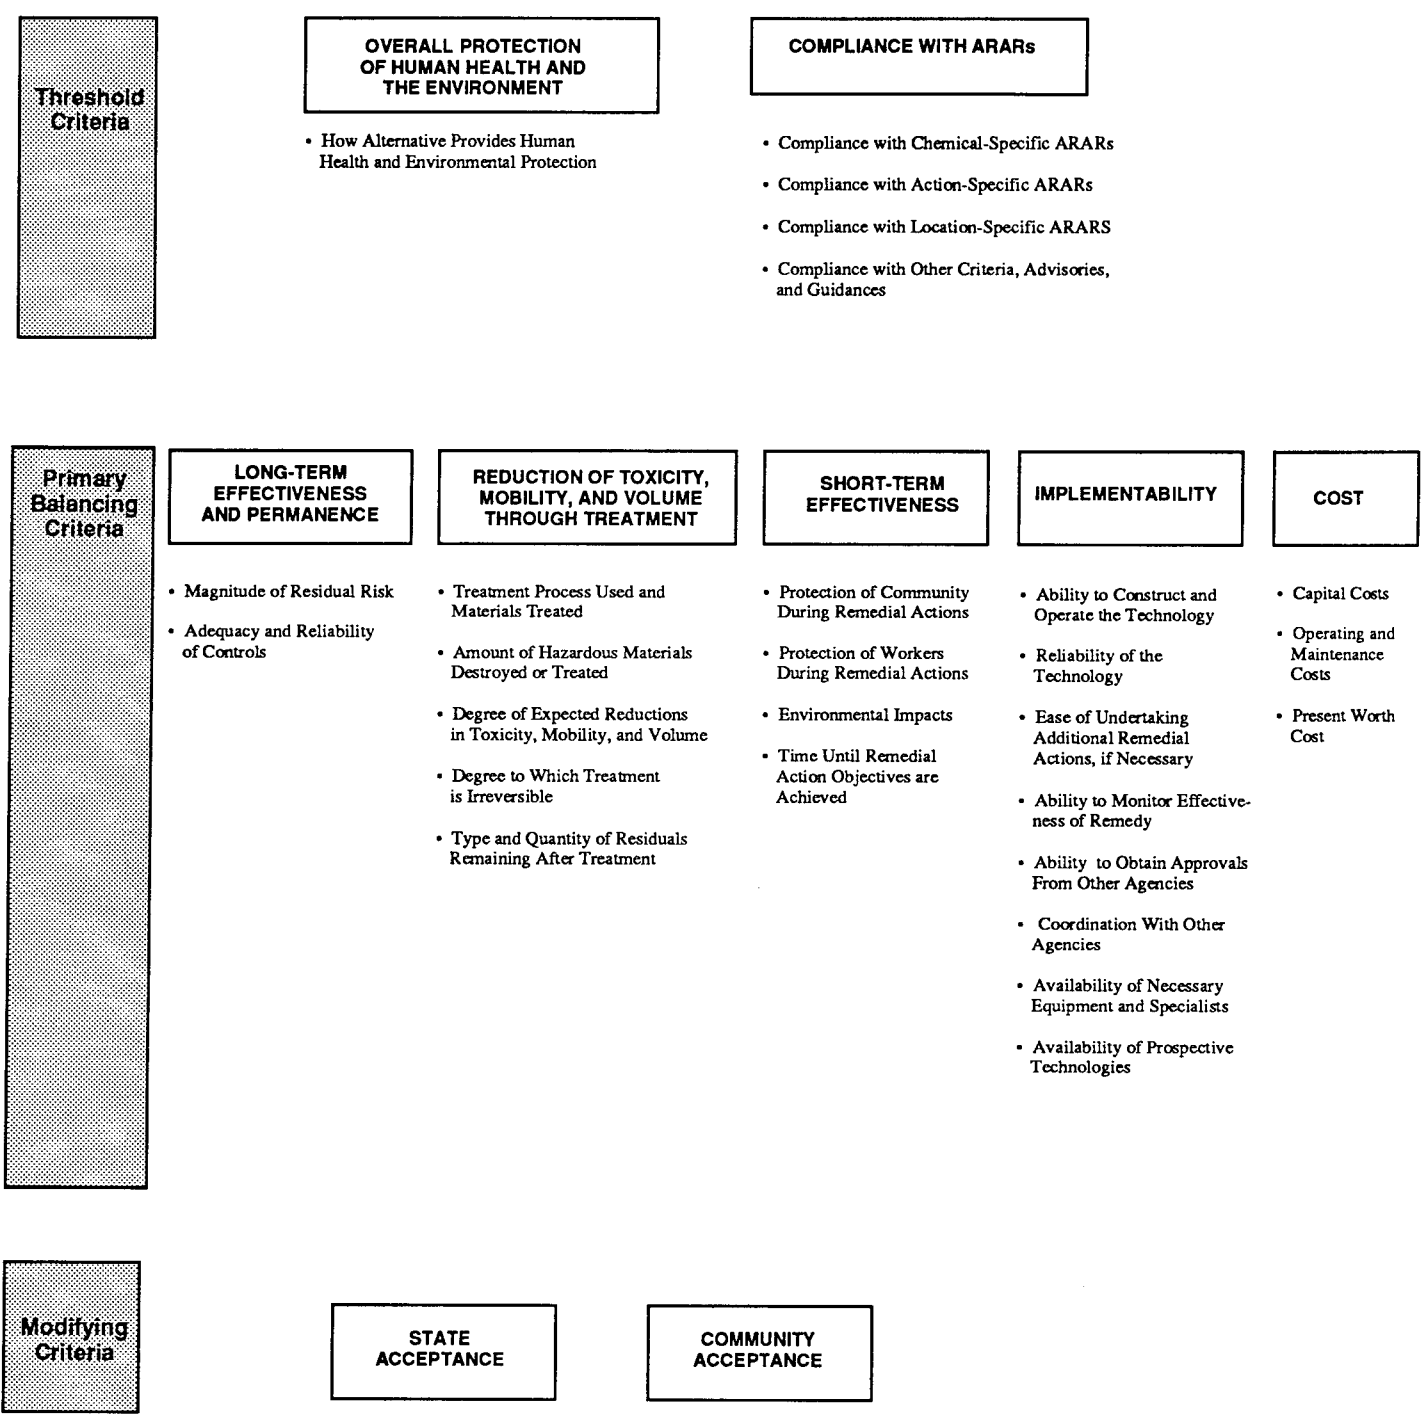 Threshold
Criteria
OVERALL PROTECTION
OF HUMAN HEALTH AND
THE ENVIRONMENT
• How Alternative Provides Human
Health and Environmental Protection
COMPLIANCE WITH ARARs
• Compliance with Chemical-Specific ARARs
• Compliance with Action-Specific ARARs
• Compliance with Location-Specific ARARS
• Compliance with Other Criteria, Advisories,
and Guidances
Primary
Balancing
Criteria
LONG-TERM
EFFECTIVENESS
AND PERMANENCE
• Magnitude of Residual Risk
• Adequacy and Reliability
of Controls
REDUCTION OF TOXICITY,
MOBILITY, AND VOLUME
THROUGH TREATMENT
• Treatment Process Used and
Materials Treated
• Amount of Hazardous Materials
Destroyed or Treated
• Degree of Expected Reductions
in Toxicity, Mobility, and Volume
• Degree to Which Treatment
is Irreversible
• Type and Quantity of Residuals
Remaining After Treatment
SHORT-TERM
EFFECTIVENESS
• Protection of Community
During Remedial Actions
• Protection of Workers
During Remedial Actions
• Environmental Impacts
• Time Until Remedial
Action Objectives are
Achieved
IMPLEMENTABILITY
• Ability to Construct and
Operate the Technology
• Reliability of the
Technology
• Ease of Undertaking
Additional Remedial
Actions, if Necessary
• Ability to Monitor Effective-
ness of Remedy
• Ability to Obtain Approvals
From Other Agencies
• Coordination With Other
Agencies
• Availability of Necessary
Equipment and Specialists
• Availability of Prospective
Technologies
COST
• Capital Costs
• Operating and
Maintenance
Costs
• Present Worth
Cost
Modifying
Criteria
STATE
ACCEPTANCE
COMMUNITY
ACCEPTANCE